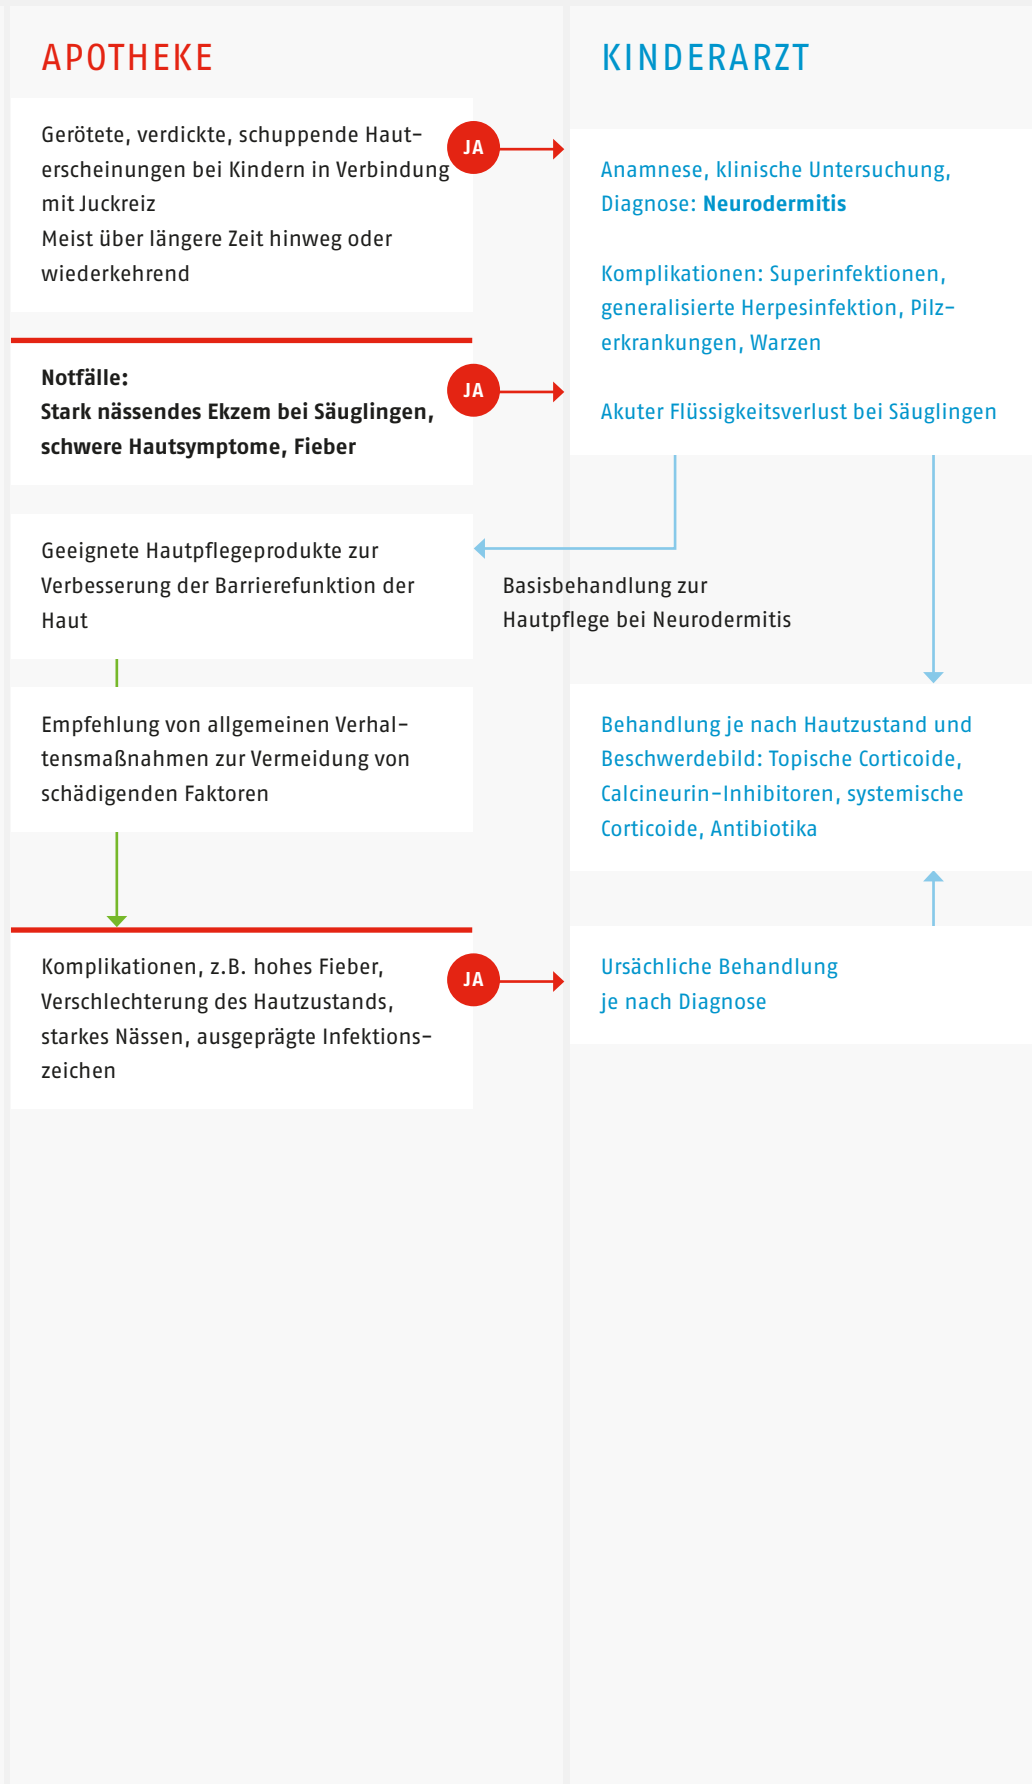 APOTHEKE
Gerötete, verdickte, schuppende Haut-
erscheinungen bei Kindern in Verbindung
mit Juckreiz
Meist über längere Zeit hinweg oder
wiederkehrend
JA
Notfälle:
Stark nässendes Ekzem bei Säuglingen,
schwere Hautsymptome, Fieber
JA
Geeignete Hautpflegeprodukte zur
Verbesserung der Barrierefunktion der
Haut
Basisbehandlung zur
Hautpflege bei Neurodermitis
Empfehlung von allgemeinen Verhal-
tensmaßnahmen zur Vermeidung von
schädigenden Faktoren
Komplikationen, z.B. hohes Fieber,
Verschlechterung des Hautzustands,
starkes Nässen, ausgeprägte Infektions-
zeichen
JA
KINDERARZT
Anamnese, klinische Untersuchung,
Diagnose: Neurodermitis
Komplikationen: Superinfektionen,
generalisierte Herpesinfektion, Pilz-
erkrankungen, Warzen
Akuter Flüssigkeitsverlust bei Säuglingen
Behandlung je nach Hautzustand und
Beschwerdebild: Topische Corticoide,
Calcineurin-Inhibitoren, systemische
Corticoide, Antibiotika
Ursächliche Behandlung
je nach Diagnose